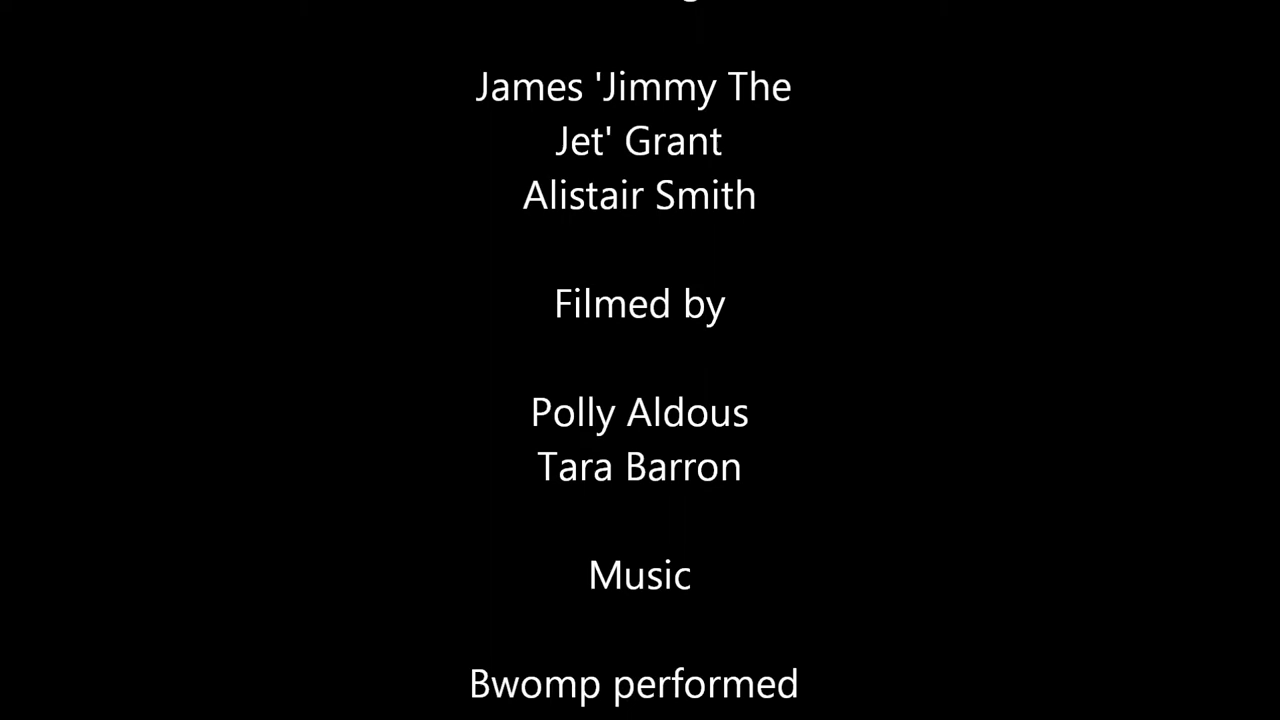 James 'Jimmy The
Jet' Grant
Alistair Smith
Filmed by
Polly Aldous
Tara Barron
Music
Bwomp performed